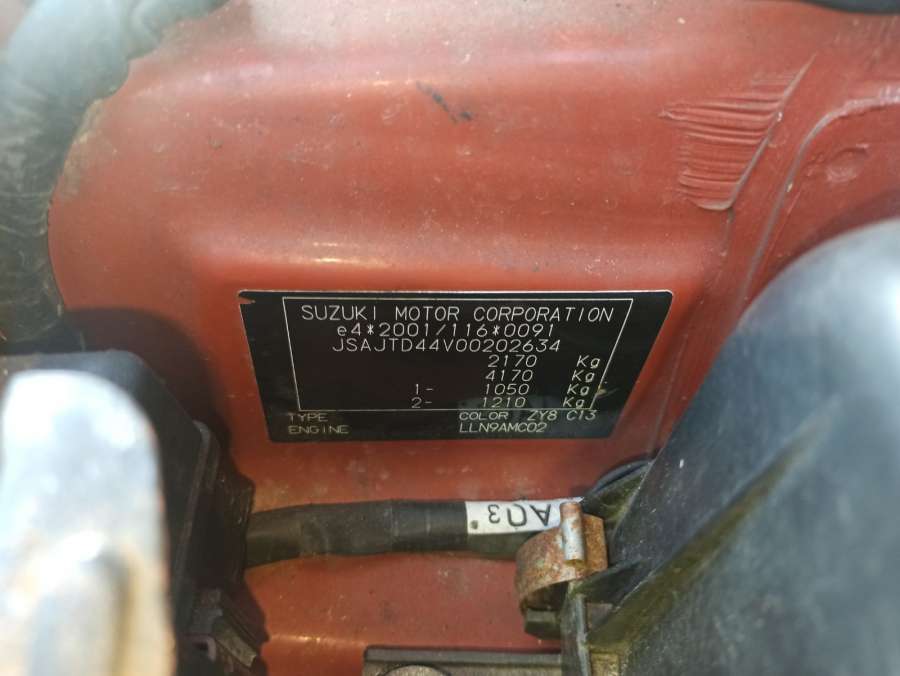 SUZUKI MOTOR CORPORATION
e4*2001/116*0091
JSAJTD44V00202634
2170 Kg
4170 Kg
1- 1050 Kg
2- 1210 Kg
TYPE COLOR ZY8 C13
ENGINE LLN9AMC02
AQ3